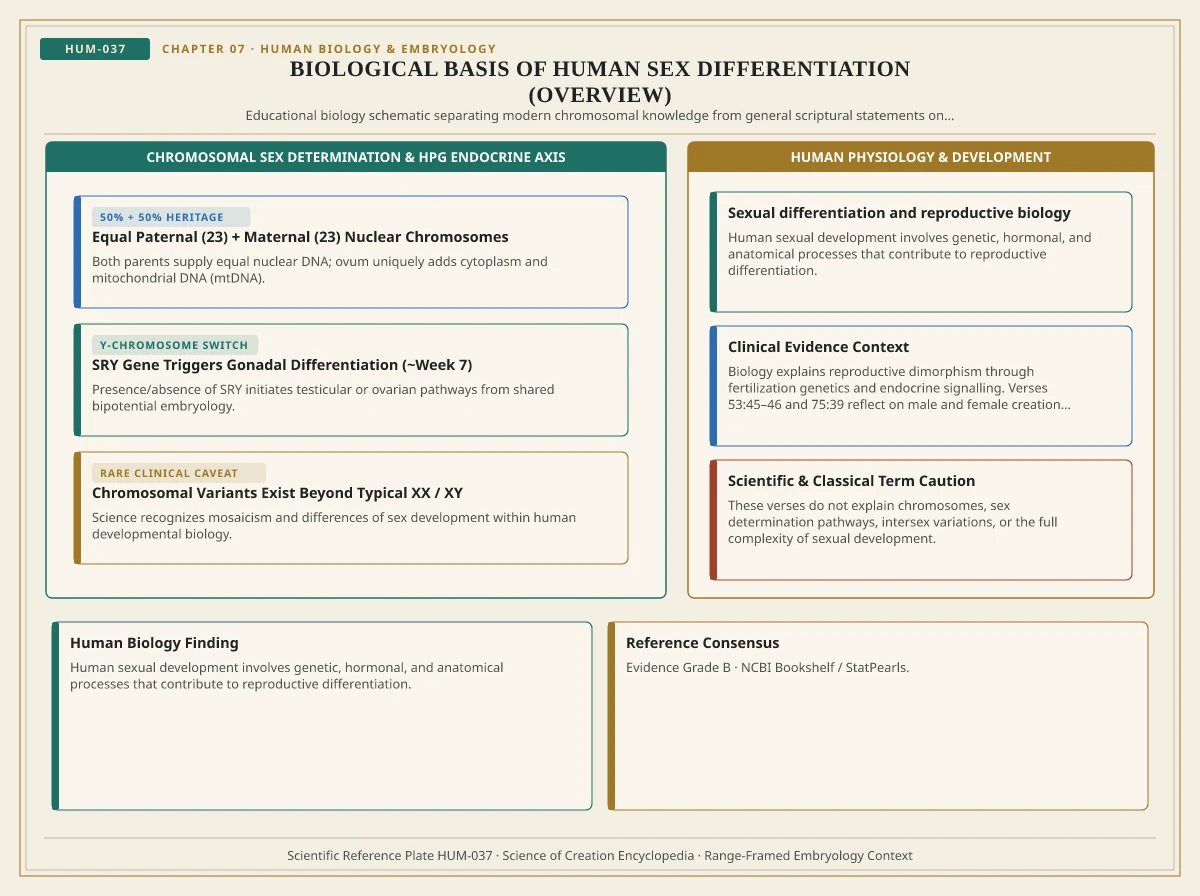 HUM-037
CHAPTER 07 · HUMAN BIOLOGY & EMBRYOLOGY
BIOLOGICAL BASIS OF HUMAN SEX DIFFERENTIATION
(OVERVIEW)
Educational biology schematic separating modern chromosomal knowledge from general scriptural statements on...
CHROMOSOMAL SEX DETERMINATION & HPG ENDOCRINE AXIS
50% + 50% HERITAGE
Equal Paternal (23) + Maternal (23) Nuclear Chromosomes
Both parents supply equal nuclear DNA; ovum uniquely adds cytoplasm and
mitochondrial DNA (mtDNA).
Y-CHROMOSOME SWITCH
SRY Gene Triggers Gonadal Differentiation (~Week 7)
Presence/absence of SRY initiates testicular or ovarian pathways from shared
bipotential embryology.
RARE CLINICAL CAVEAT
Chromosomal Variants Exist Beyond Typical XX / XY
Science recognizes mosaicism and differences of sex development within human
developmental biology.
HUMAN PHYSIOLOGY & DEVELOPMENT
Sexual differentiation and reproductive biology
Human sexual development involves genetic, hormonal, and
anatomical processes that contribute to reproductive
differentiation.
Clinical Evidence Context
Biology explains reproductive dimorphism through
fertilization genetics and endocrine signalling. Verses
53:45–46 and 75:39 reflect on male and female creation...
Scientific & Classical Term Caution
These verses do not explain chromosomes, sex
determination pathways, intersex variations, or the full
complexity of sexual development.
Human Biology Finding
Human sexual development involves genetic, hormonal, and anatomical
processes that contribute to reproductive differentiation.
Reference Consensus
Evidence Grade B · NCBI Bookshelf / StatPearls.
Scientific Reference Plate HUM-037 · Science of Creation Encyclopedia · Range-Framed Embryology Context